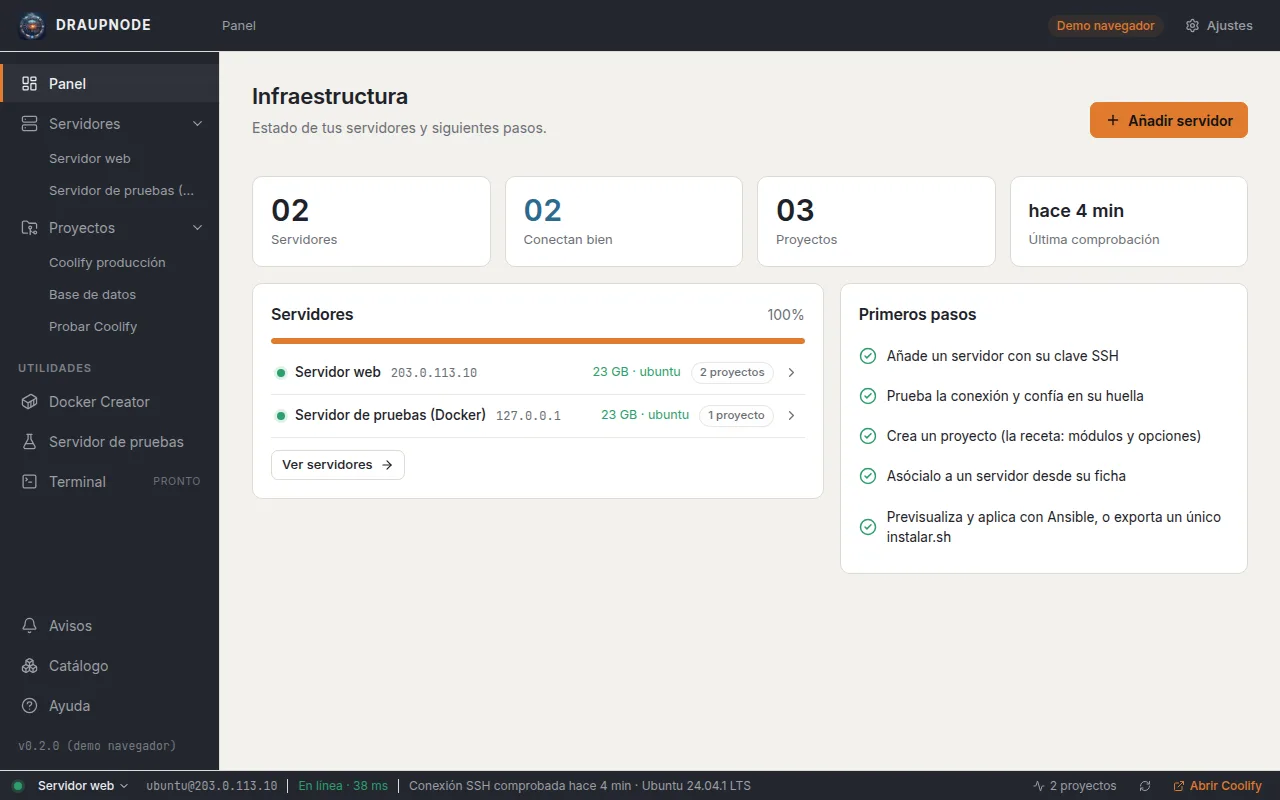 DRAUPNODE
Panel
Demo navegador
Ajustes
Panel
Servidores
Servidor web
Servidor de pruebas (...
Proyectos
Coolify producción
Base de datos
Probar Coolify
UTILIDADES
Docker Creator
Servidor de pruebas
Terminal PRONTO
Avisos
Catálogo
Ayuda
v0.2.0 (demo navegador)
Infraestructura
Estado de tus servidores y siguientes pasos.
+ Añadir servidor
02
Servidores
02
Conectan bien
03
Proyectos
hace 4 min
Última comprobación
Servidores 100%
Servidor web 203.0.113.10 23 GB · ubuntu 2 proyectos
Servidor de pruebas (Docker) 127.0.0.1 23 GB · ubuntu 1 proyecto
Ver servidores →
Primeros pasos
Añade un servidor con su clave SSH
Prueba la conexión y confía en su huella
Crea un proyecto (la receta: módulos y opciones)
Asócialo a un servidor desde su ficha
Previsualiza y aplica con Ansible, o exporta un único
instalar.sh
Servidor web ubuntu@203.0.113.10 | En línea · 38 ms | Conexión SSH comprobada hace 4 min · Ubuntu 24.04.1 LTS 2 proyectos Abrir Coolify